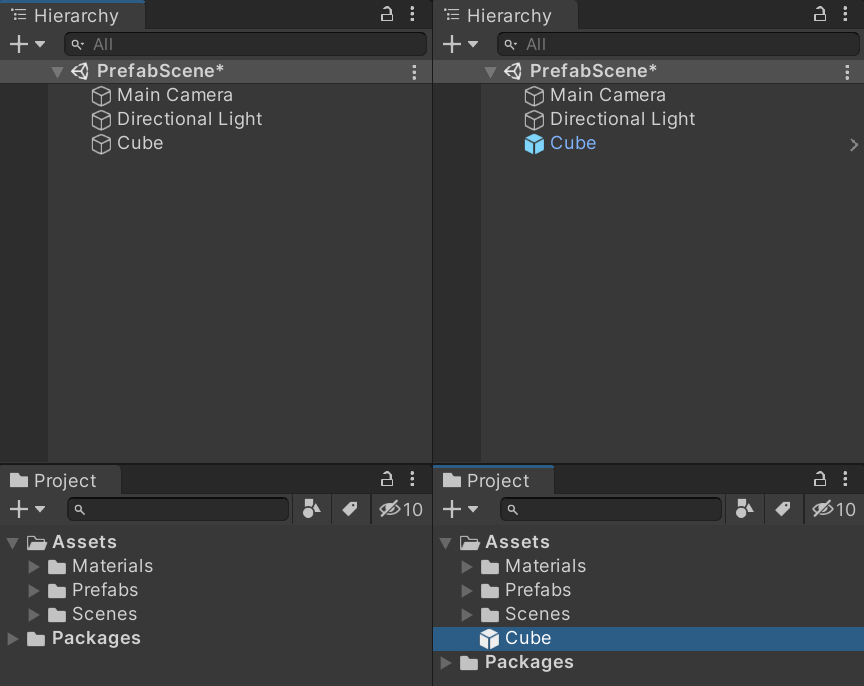 Hierarchy
All
PrefabScene*
Main Camera
Directional Light
Cube
Project
10
Assets
Materials
Prefabs
Scenes
Packages
Hierarchy
All
PrefabScene*
Main Camera
Directional Light
Cube
Project
10
Assets
Materials
Prefabs
Scenes
Cube
Packages